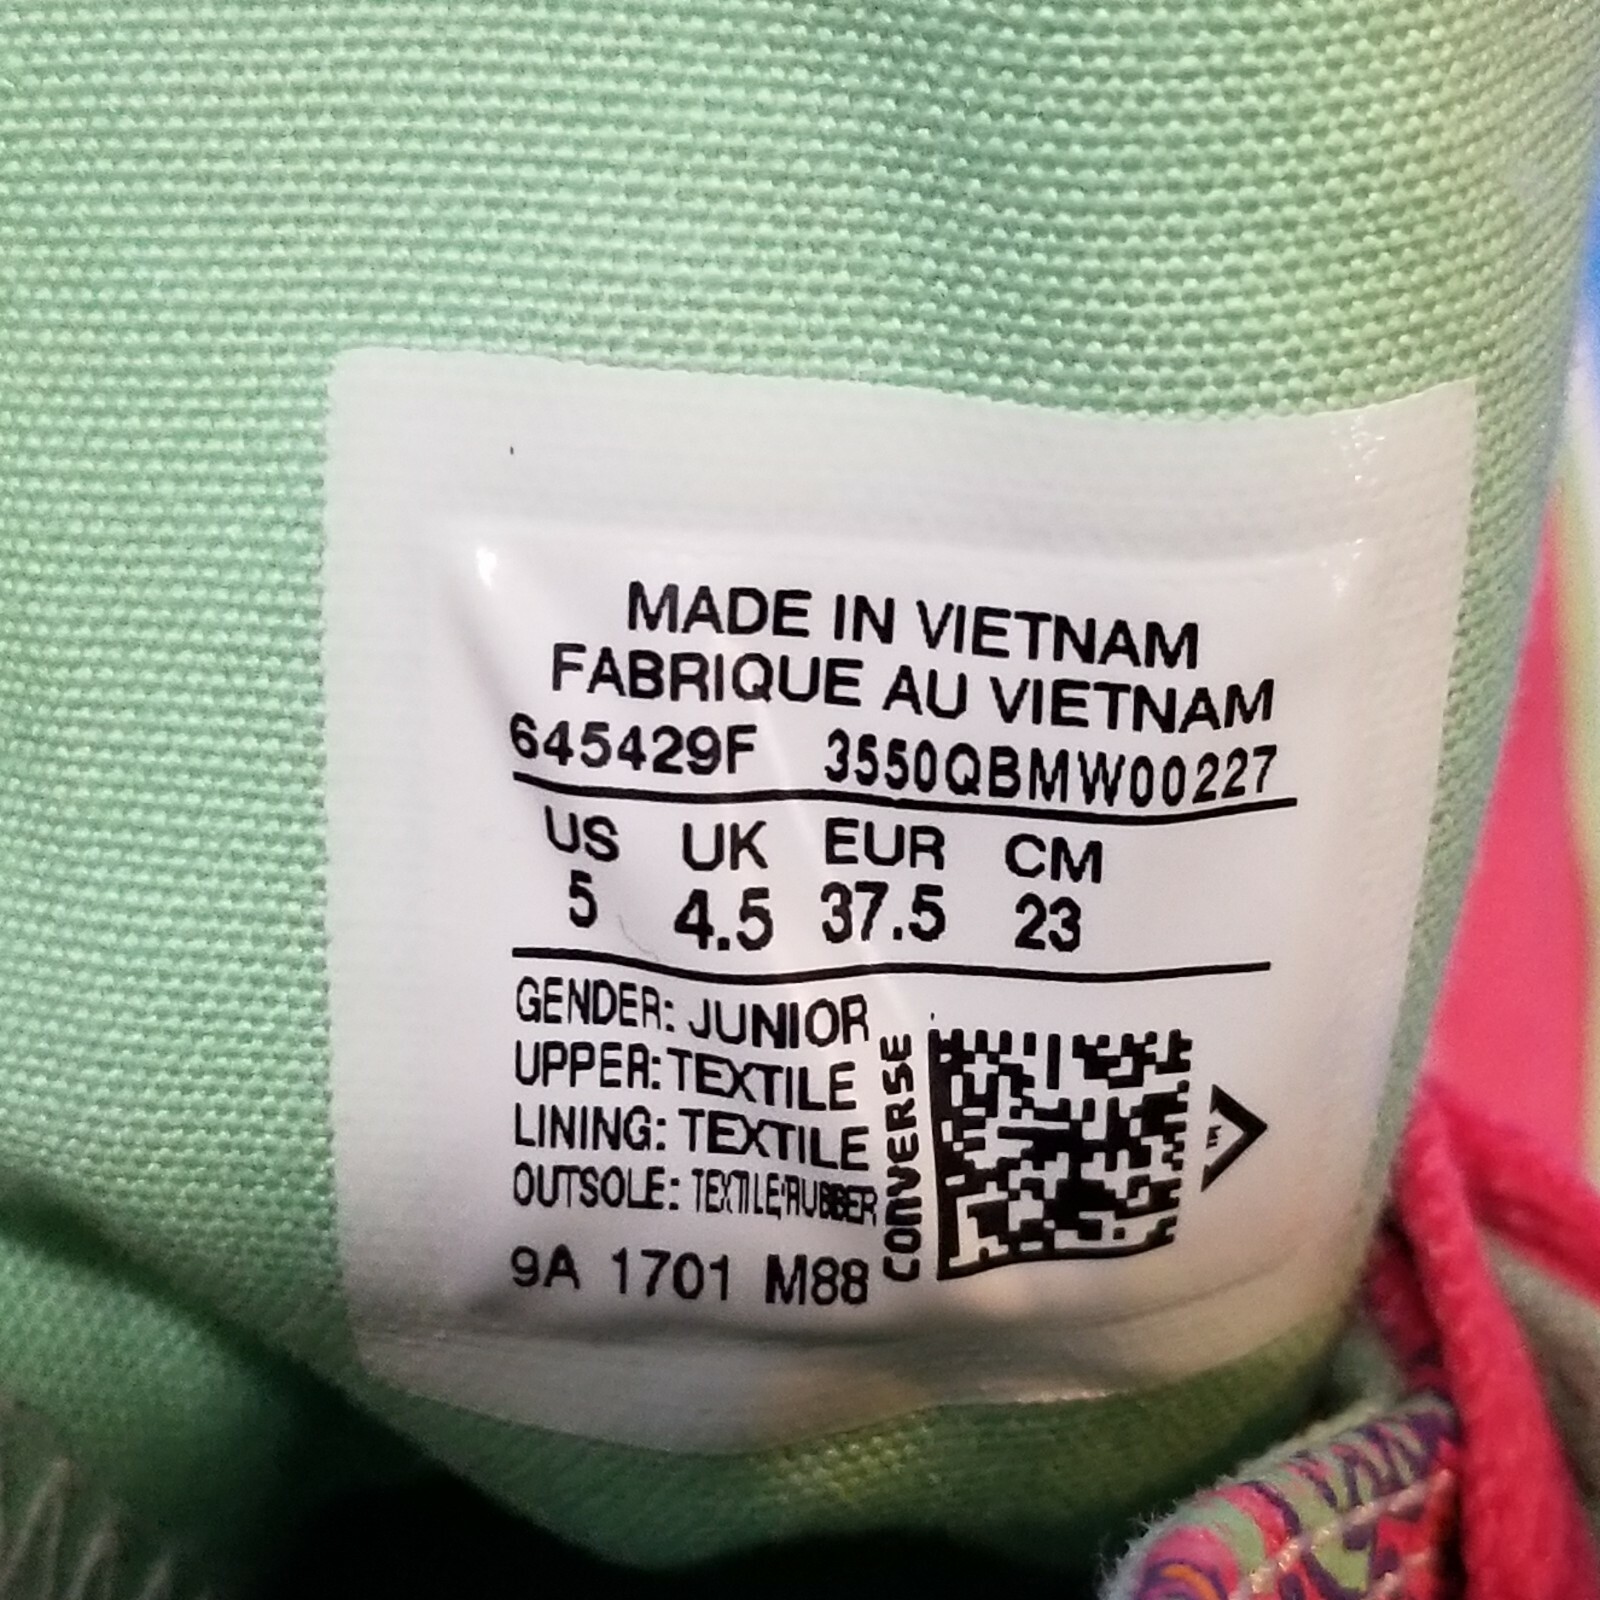 MADE IN VIETNAM
FABRIQUE AU VIETNAM
645429F 3550QBMW00227
US UK EUR CM
5 4.5 37.5 23
GENDER: JUNIOR
UPPER: TEXTILE
LINING: TEXTILE
OUTSOLE: TEXTILE/RUBBER
9A 1701 M88
CONVERSE
TM